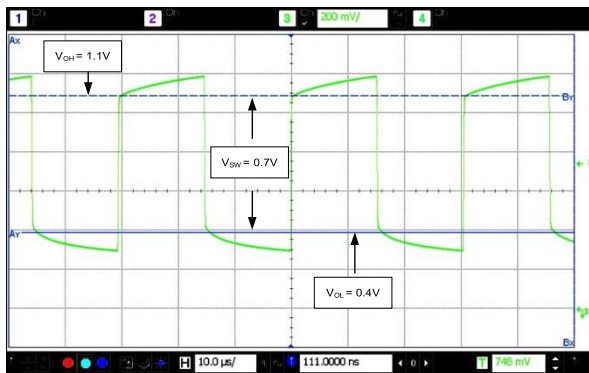 1 2 3 200 mV/ 4
Ax
V_OH = 1.1V
By
V_SW = 0.7V
Ay
V_OL = 0.4V
Bx
H 10.0 µs/ 111.0000 ns 0 T 748 mV